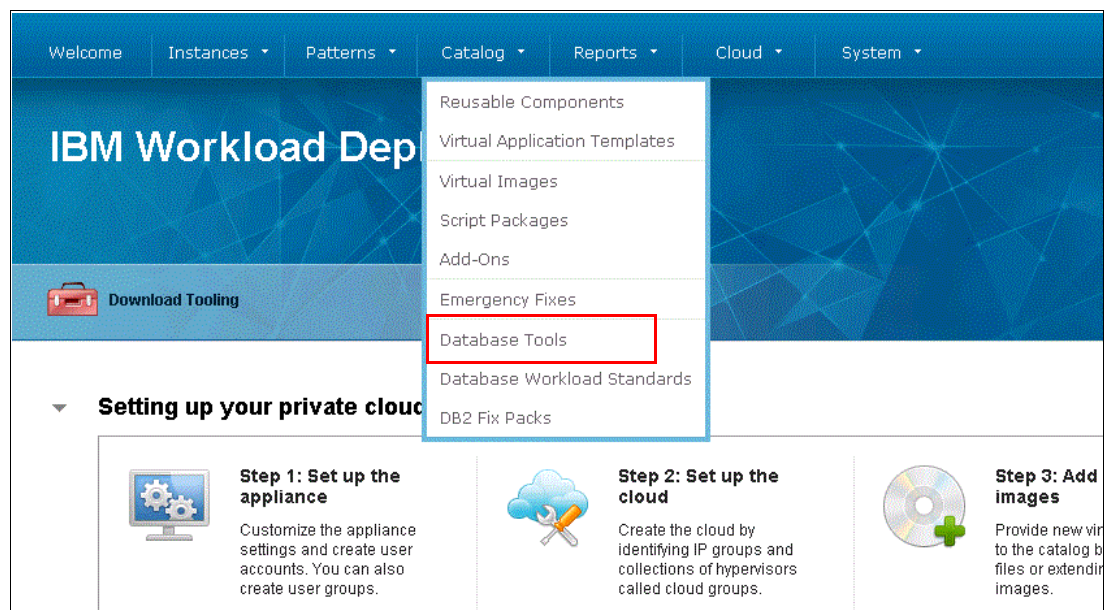 Welcome Instances Patterns Catalog Reports Cloud System
Reusable Components
IBM Workload Dep
Virtual Application Templates
Virtual Images
Script Packages
Add-Ons
Download Tooling
Emergency Fixes
Database Tools
Database Workload Standards
DB2 Fix Packs
Setting up your private cloud
Step 1: Set up the
appliance
Customize the appliance
settings and create user
accounts. You can also
create user groups.
Step 2: Set up the
cloud
Create the cloud by
identifying IP groups and
collections of hypervisors
called cloud groups.
Step 3: Add
images
Provide new vir
to the catalog b
files or extendin
images.